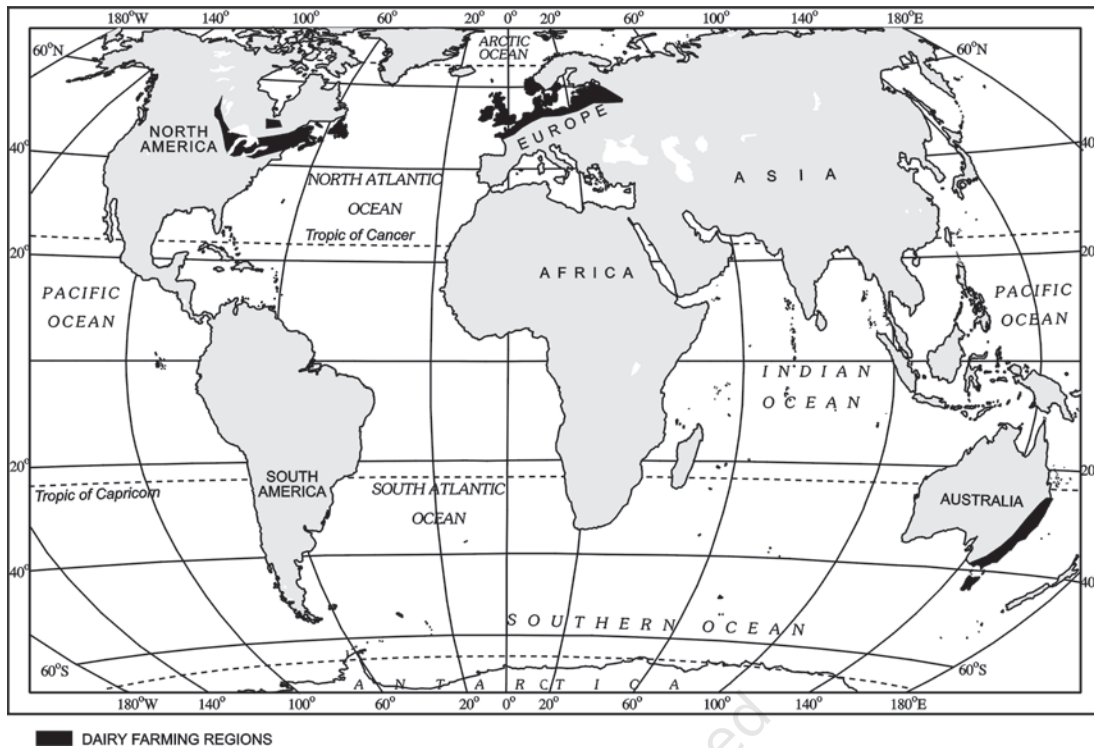 180°W 140° 100° 60° 20° 0° 20° 60° 100° 140° 180°E
60°N
ARCTIC
OCEAN
60°N
NORTH
AMERICA
EUROPE
40°
40°
ASIA
NORTH ATLANTIC
OCEAN
Tropic of Cancer
20°
20°
AFRICA
PACIFIC
OCEAN
PACIFIC
OCEAN
INDIAN
OCEAN
20°
20°
Tropic of Capricorn
SOUTH
AMERICA
SOUTH ATLANTIC
OCEAN
AUSTRALIA
40°
40°
SOUTHERN OCEAN
60°S
60°S
ANTARCTICA
180°W 140° 100° 60° 20° 0° 20° 60° 100° 140° 180°E
DAIRY FARMING REGIONS